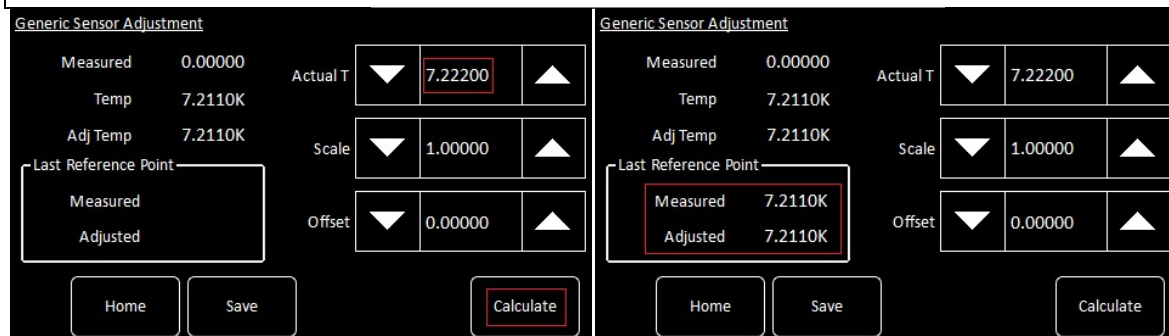 Generic Sensor Adjustment
Measured 0.00000
Temp 7.2110K
Adj Temp 7.2110K
Last Reference Point
Measured
Adjusted
Actual T 7.22200
Scale 1.00000
Offset 0.00000
Home Save Calculate
Generic Sensor Adjustment
Measured 0.00000
Temp 7.2110K
Adj Temp 7.2110K
Last Reference Point
Measured 7.2110K
Adjusted 7.2110K
Actual T 7.22200
Scale 1.00000
Offset 0.00000
Home Save Calculate